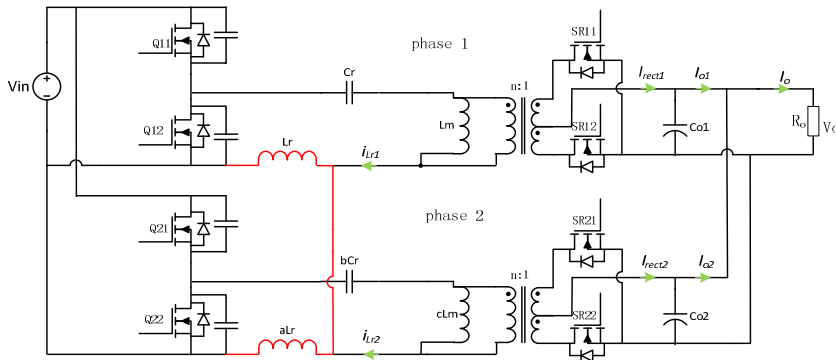 Q11
phase 1
SR11
Cr
n:1
Irect1
Io1
Io
Vin
Lm
Q12
SR12
Co1
Ro
Lr
iLr1
phase 2
SR21
Q21
bCr
n:1
Irect2
Io2
cLm
Q22
SR22
Co2
aLr
iLr2